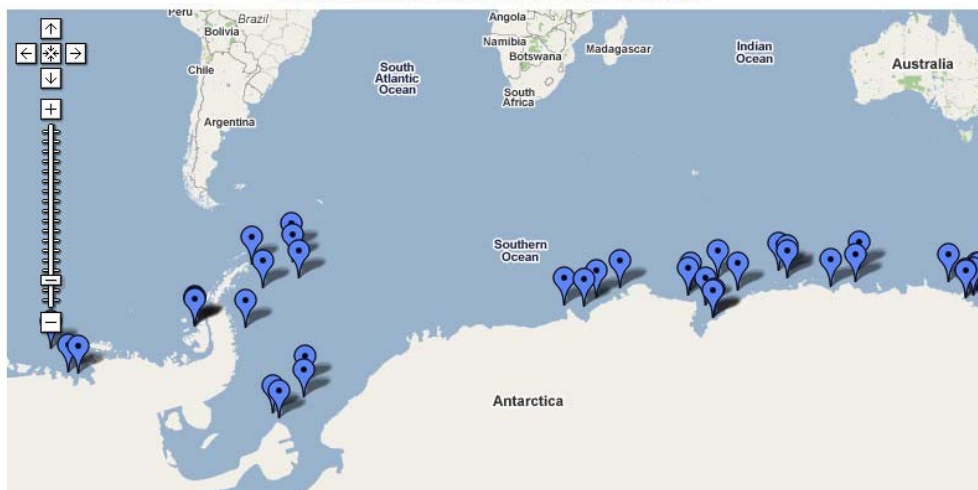 Peru
Brazil
Bolivia
Chile
Argentina
South
Atlantic
Ocean
Angola
Namibia
Botswana
Madagascar
South
Africa
Indian
Ocean
Australia
Southern
Ocean
Antarctica